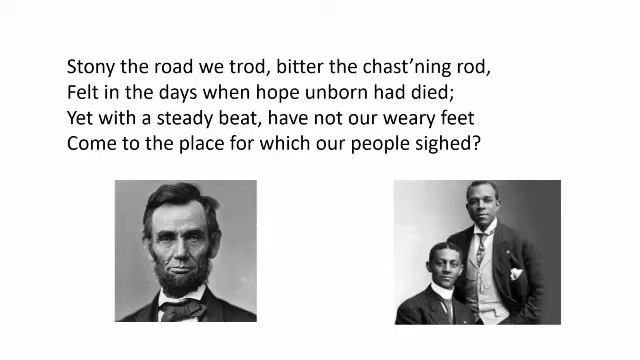 Stony the road we trod, bitter the chast’ning rod,
Felt in the days when hope unborn had died;
Yet with a steady beat, have not our weary feet
Come to the place for which our people sighed?